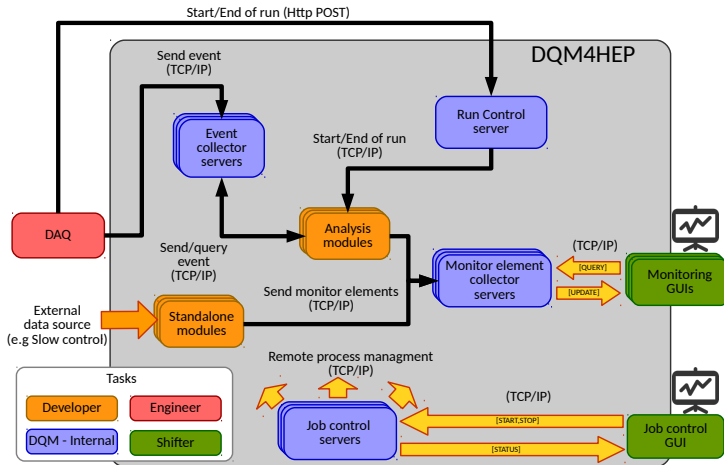 Start/End of run (Http POST)
DQM4HEP
Send event
(TCP/IP)
Event
collector
servers
Run Control
server
Start/End of run
(TCP/IP)
DAQ
Analysis
modules
Send/query
event
(TCP/IP)
Monitor element
collector
servers
(TCP/IP)
[QUERY]
[UPDATE]
Monitoring
GUIs
Send monitor elements
(TCP/IP)
External
data source
(e.g Slow control)
Standalone
modules
Remote process managment
(TCP/IP)
Tasks
Developer
Engineer
DQM - Internal
Shifter
Job control
servers
(TCP/IP)
[START,STOP]
[STATUS]
Job control
GUI